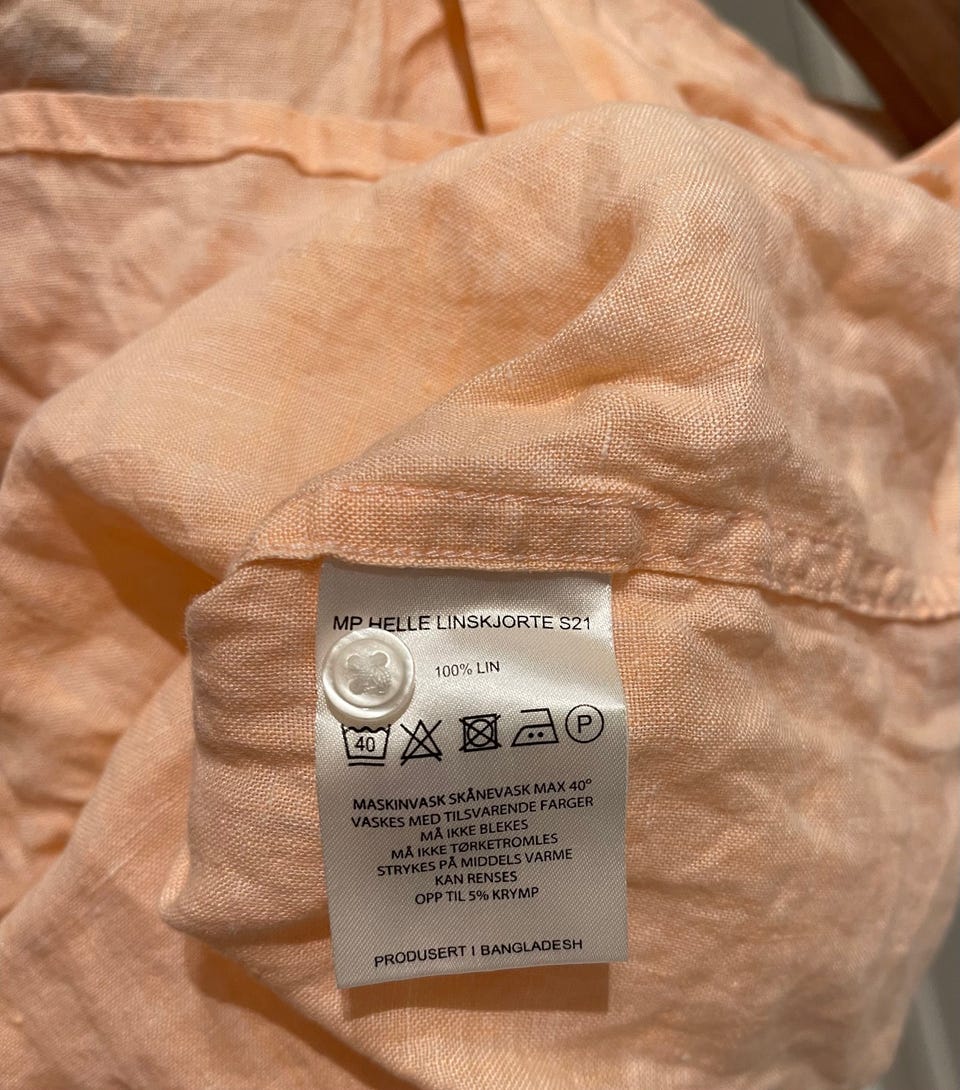 MP HELLE LINSKJORTE S21
100% LIN
40 P
MASKINVASK SKÅNEVASK MAX 40°
VASKES MED TILSVARENDE FARGER
MÅ IKKE BLEKES
MÅ IKKE TØRKETROMLES
STRYKES PÅ MIDDELS VARME
KAN RENSES
OPP TIL 5% KRYMP
PRODUSERT I BANGLADESH